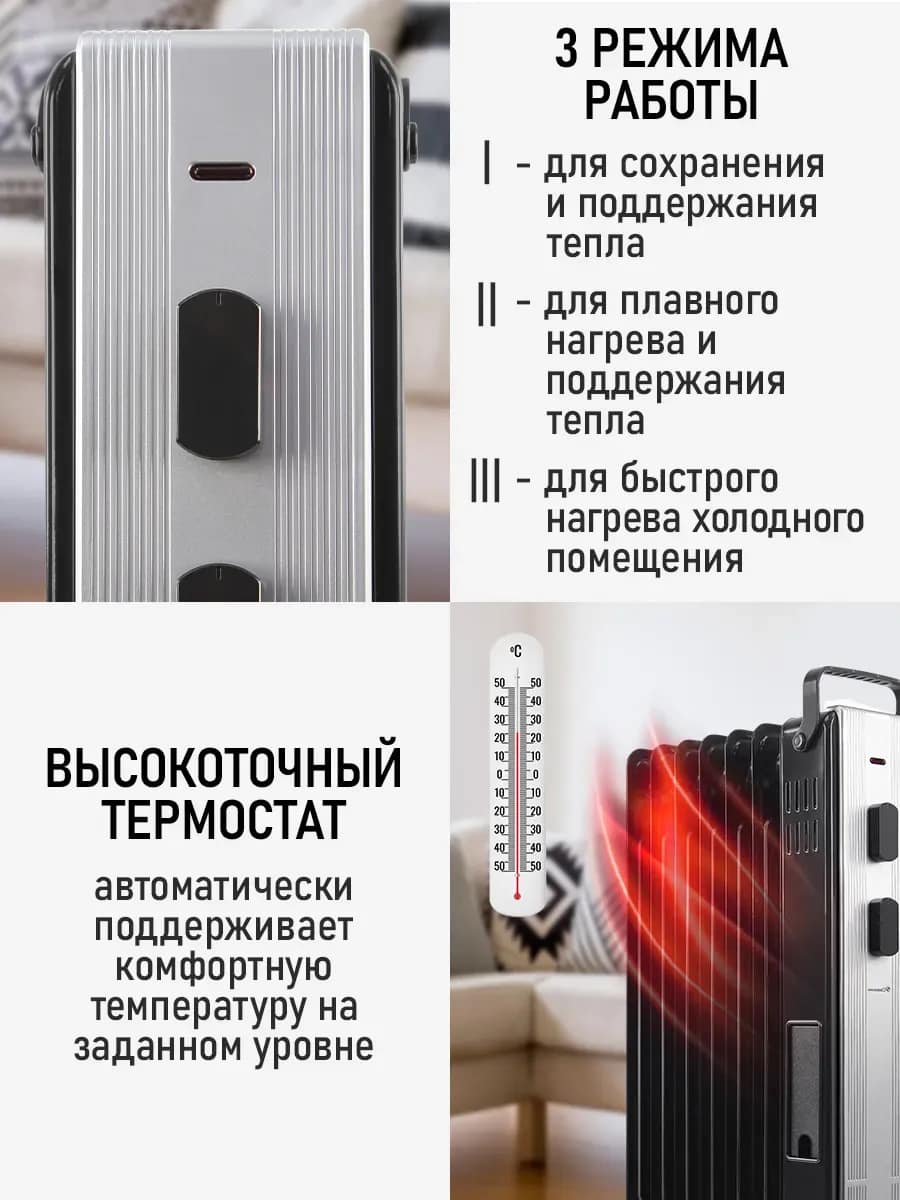 3 РЕЖИМА
РАБОТЫ
| - для сохранения
и поддержания
тепла
|| - для плавного
нагрева и
поддержания
тепла
||| - для быстрого
нагрева холодного
помещения
ВЫСОКОТОЧНЫЙ
ТЕРМОСТАТ
автоматически
поддерживает
комфортную
температуру на
заданном уровне
°C
50 50
40 40
30 30
20 20
10 10
0 0
10 10
20 20
30 30
40 40
50 50